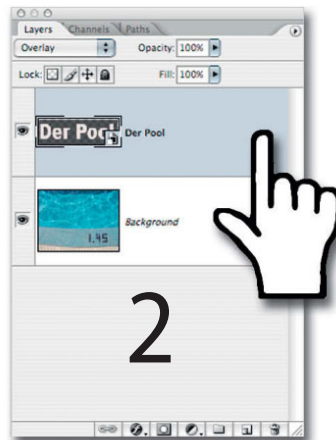 Layers Channels Paths
Overlay Opacity: 100%
Lock: Fill: 100%
Der Pool Der Pool
1.45 Background
2